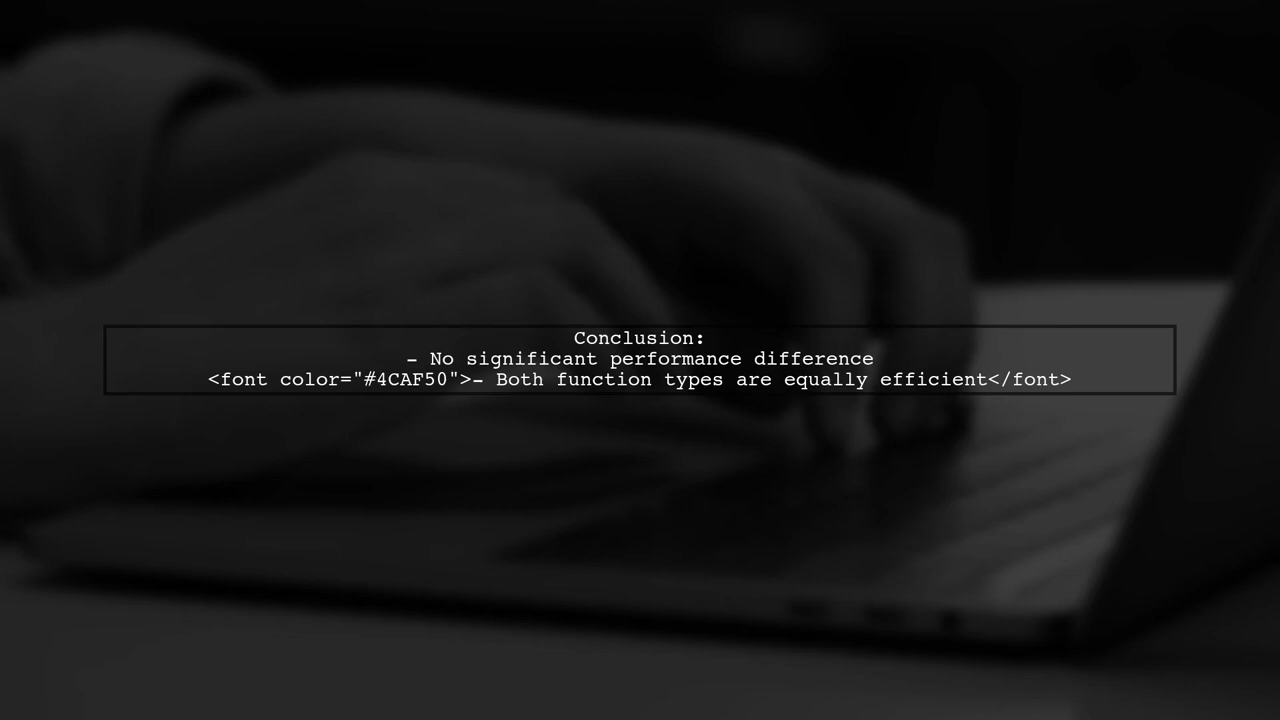 Conclusion:
- No significant performance difference
<font color="#4CAF50">- Both function types are equally efficient</font>